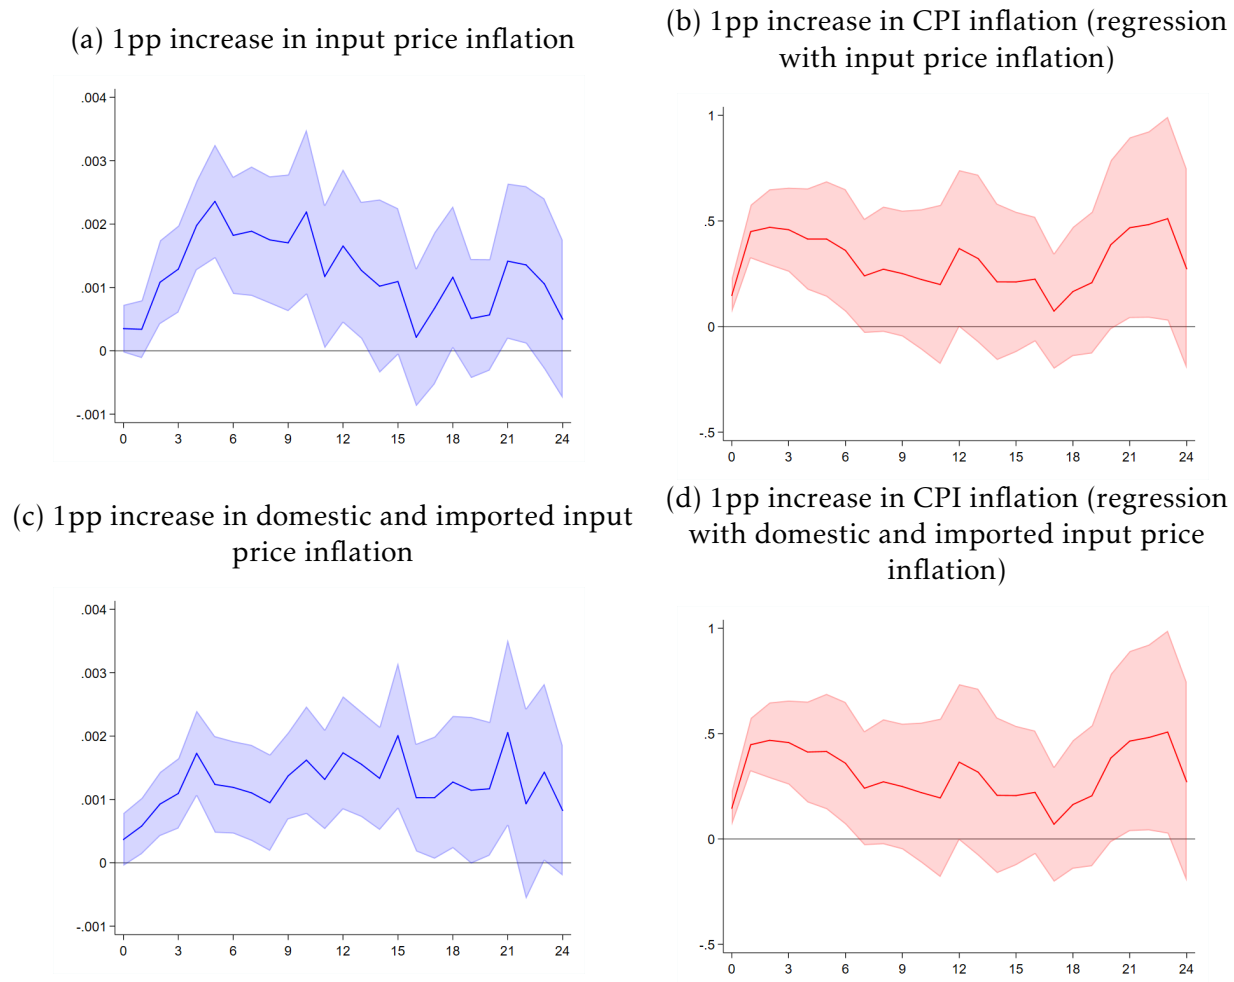 (a) 1pp increase in input price inflation
.004
.003
.002
.001
0
-.001
0 3 6 9 12 15 18 21 24
(b) 1pp increase in CPI inflation (regression
with input price inflation)
1
.5
0
-.5
0 3 6 9 12 15 18 21 24
(c) 1pp increase in domestic and imported input
price inflation
.004
.003
.002
.001
0
-.001
0 3 6 9 12 15 18 21 24
(d) 1pp increase in CPI inflation (regression
with domestic and imported input price
inflation)
1
.5
0
-.5
0 3 6 9 12 15 18 21 24